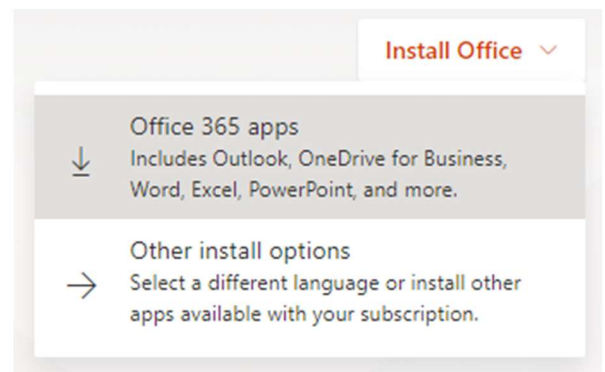 Install Office
Office 365 apps
Includes Outlook, OneDrive for Business,
Word, Excel, PowerPoint, and more.
Other install options
Select a different language or install other
apps available with your subscription.